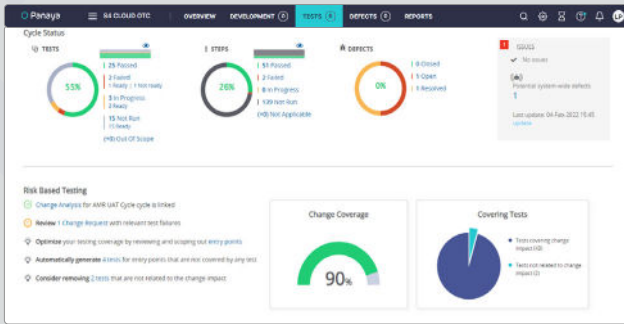 Panaya
S4 CLOUD OTC
OVERVIEW
DEVELOPMENT 0
TESTS
DEFECTS
REPORTS
LP
Cycle Status
TESTS
55%
25 Passed
2 Failed
1 Ready | 1 Not ready
3 In Progress
3 Ready
15 Not Run
15 Ready
(+0) Out Of Scope
STEPS
26%
51 Passed
2 Failed
0 In Progress
139 Not Run
(+0) Not Applicable
DEFECTS
0%
0 Closed
1 Open
1 Resolved
ISSUES
No issues
Potential system-wide defects
1
Last update: 04-Feb-2022 15:45
update
Risk Based Testing
Change Analysis for AMR UAT Cycle cycle is linked
Review 1 Change Request with relevant test failures
Optimize your testing coverage by reviewing and scoping out entry points
Automatically generate 4 tests for entry points that are not covered by any test
Consider removing 2 tests that are not related to the change impact
Change Coverage
90%
Covering Tests
Tests covering change
impact (43)
Tests not related to change
impact (2)